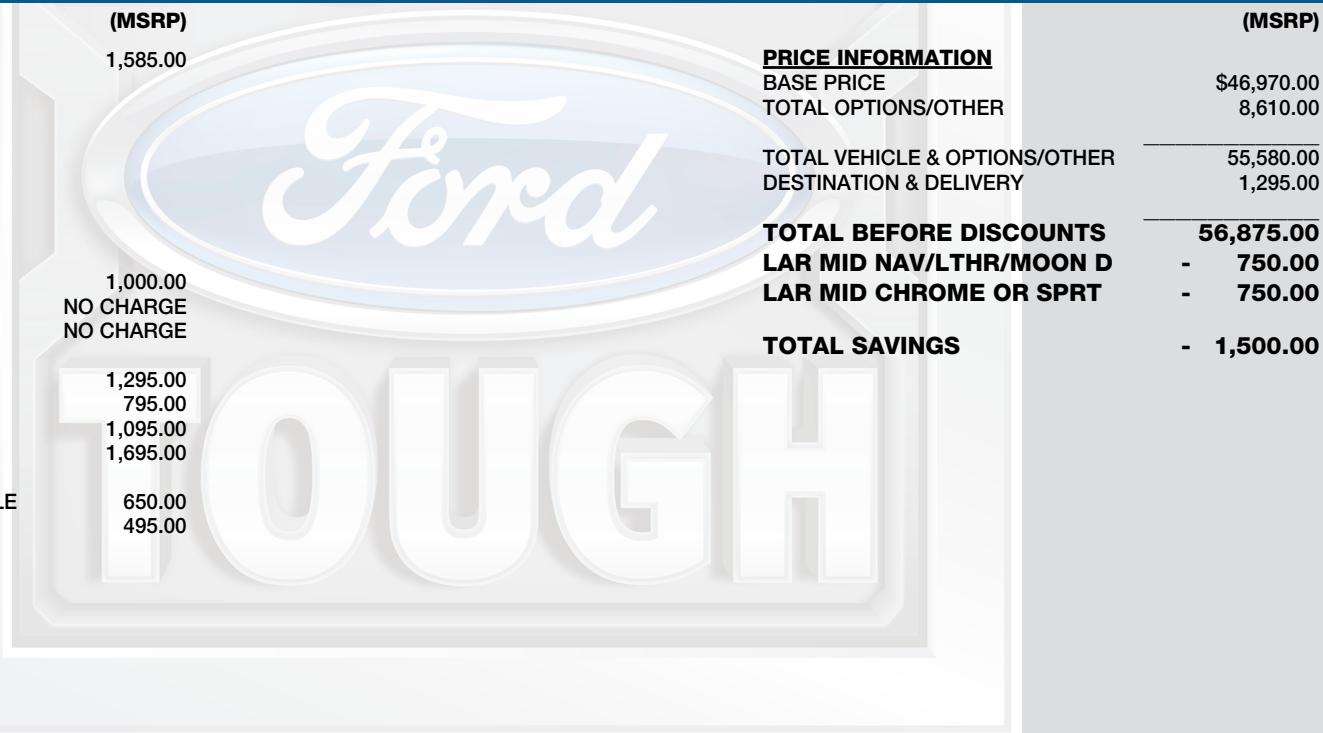 (MSRP)
1,585.00
1,000.00
NO CHARGE
NO CHARGE
1,295.00
795.00
1,095.00
1,695.00
LE 650.00
495.00
Ford
TOUGH
(MSRP)
PRICE INFORMATION
BASE PRICE $46,970.00
TOTAL OPTIONS/OTHER 8,610.00
TOTAL VEHICLE & OPTIONS/OTHER 55,580.00
DESTINATION & DELIVERY 1,295.00
TOTAL BEFORE DISCOUNTS 56,875.00
LAR MID NAV/LTHR/MOON D - 750.00
LAR MID CHROME OR SPRT - 750.00
TOTAL SAVINGS - 1,500.00